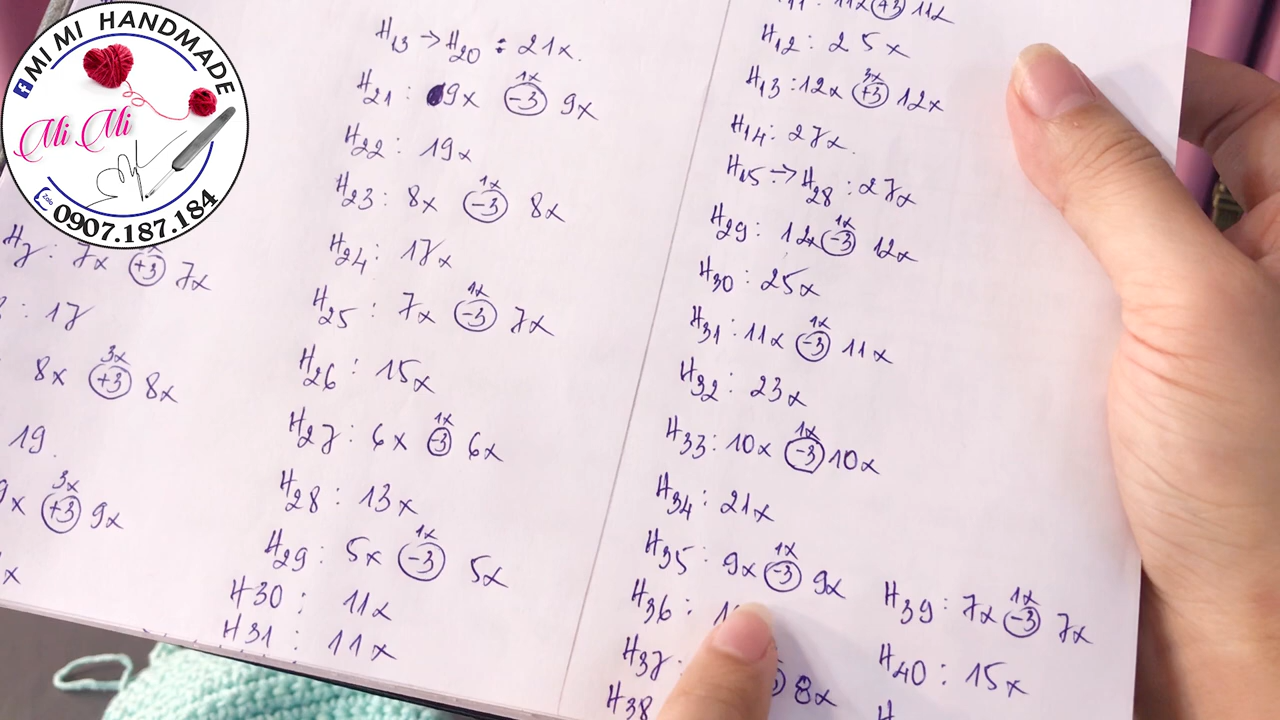 MI MI HANDMADE
Mi Mi
Zalo
0907.187.184
H7: 7x +3 7x
: 17
3x
8x +3 8x
19.
3x
9x +3 9x
x
H13 → H20 : 21x.
1x
H21 : 9x -3 9x
H22 : 19x
1x
H23 : 8x -3 8x
H24 : 17x
1x
H25 : 7x -3 7x
H26 : 15x
1x
H27 : 6x -3 6x
H28 : 13x
1x
H29 : 5x -3 5x
H30 : 11x
H31 : 11x
H12 : 25x
3x
H13 : 12x +3 12x
H14 : 27x.
H15 → H28 : 27x
1x
H29 : 12x -3 12x
H30 : 25x
1x
H31 : 11x -3 11x
H32 : 23x
1x
H33 : 10x -3 10x
H34 : 21x
1x
H35 : 9x -3 9x
H36 :
H37 : 8x
H38
1x
H39 : 7x -3 7x
H40 : 15x
H